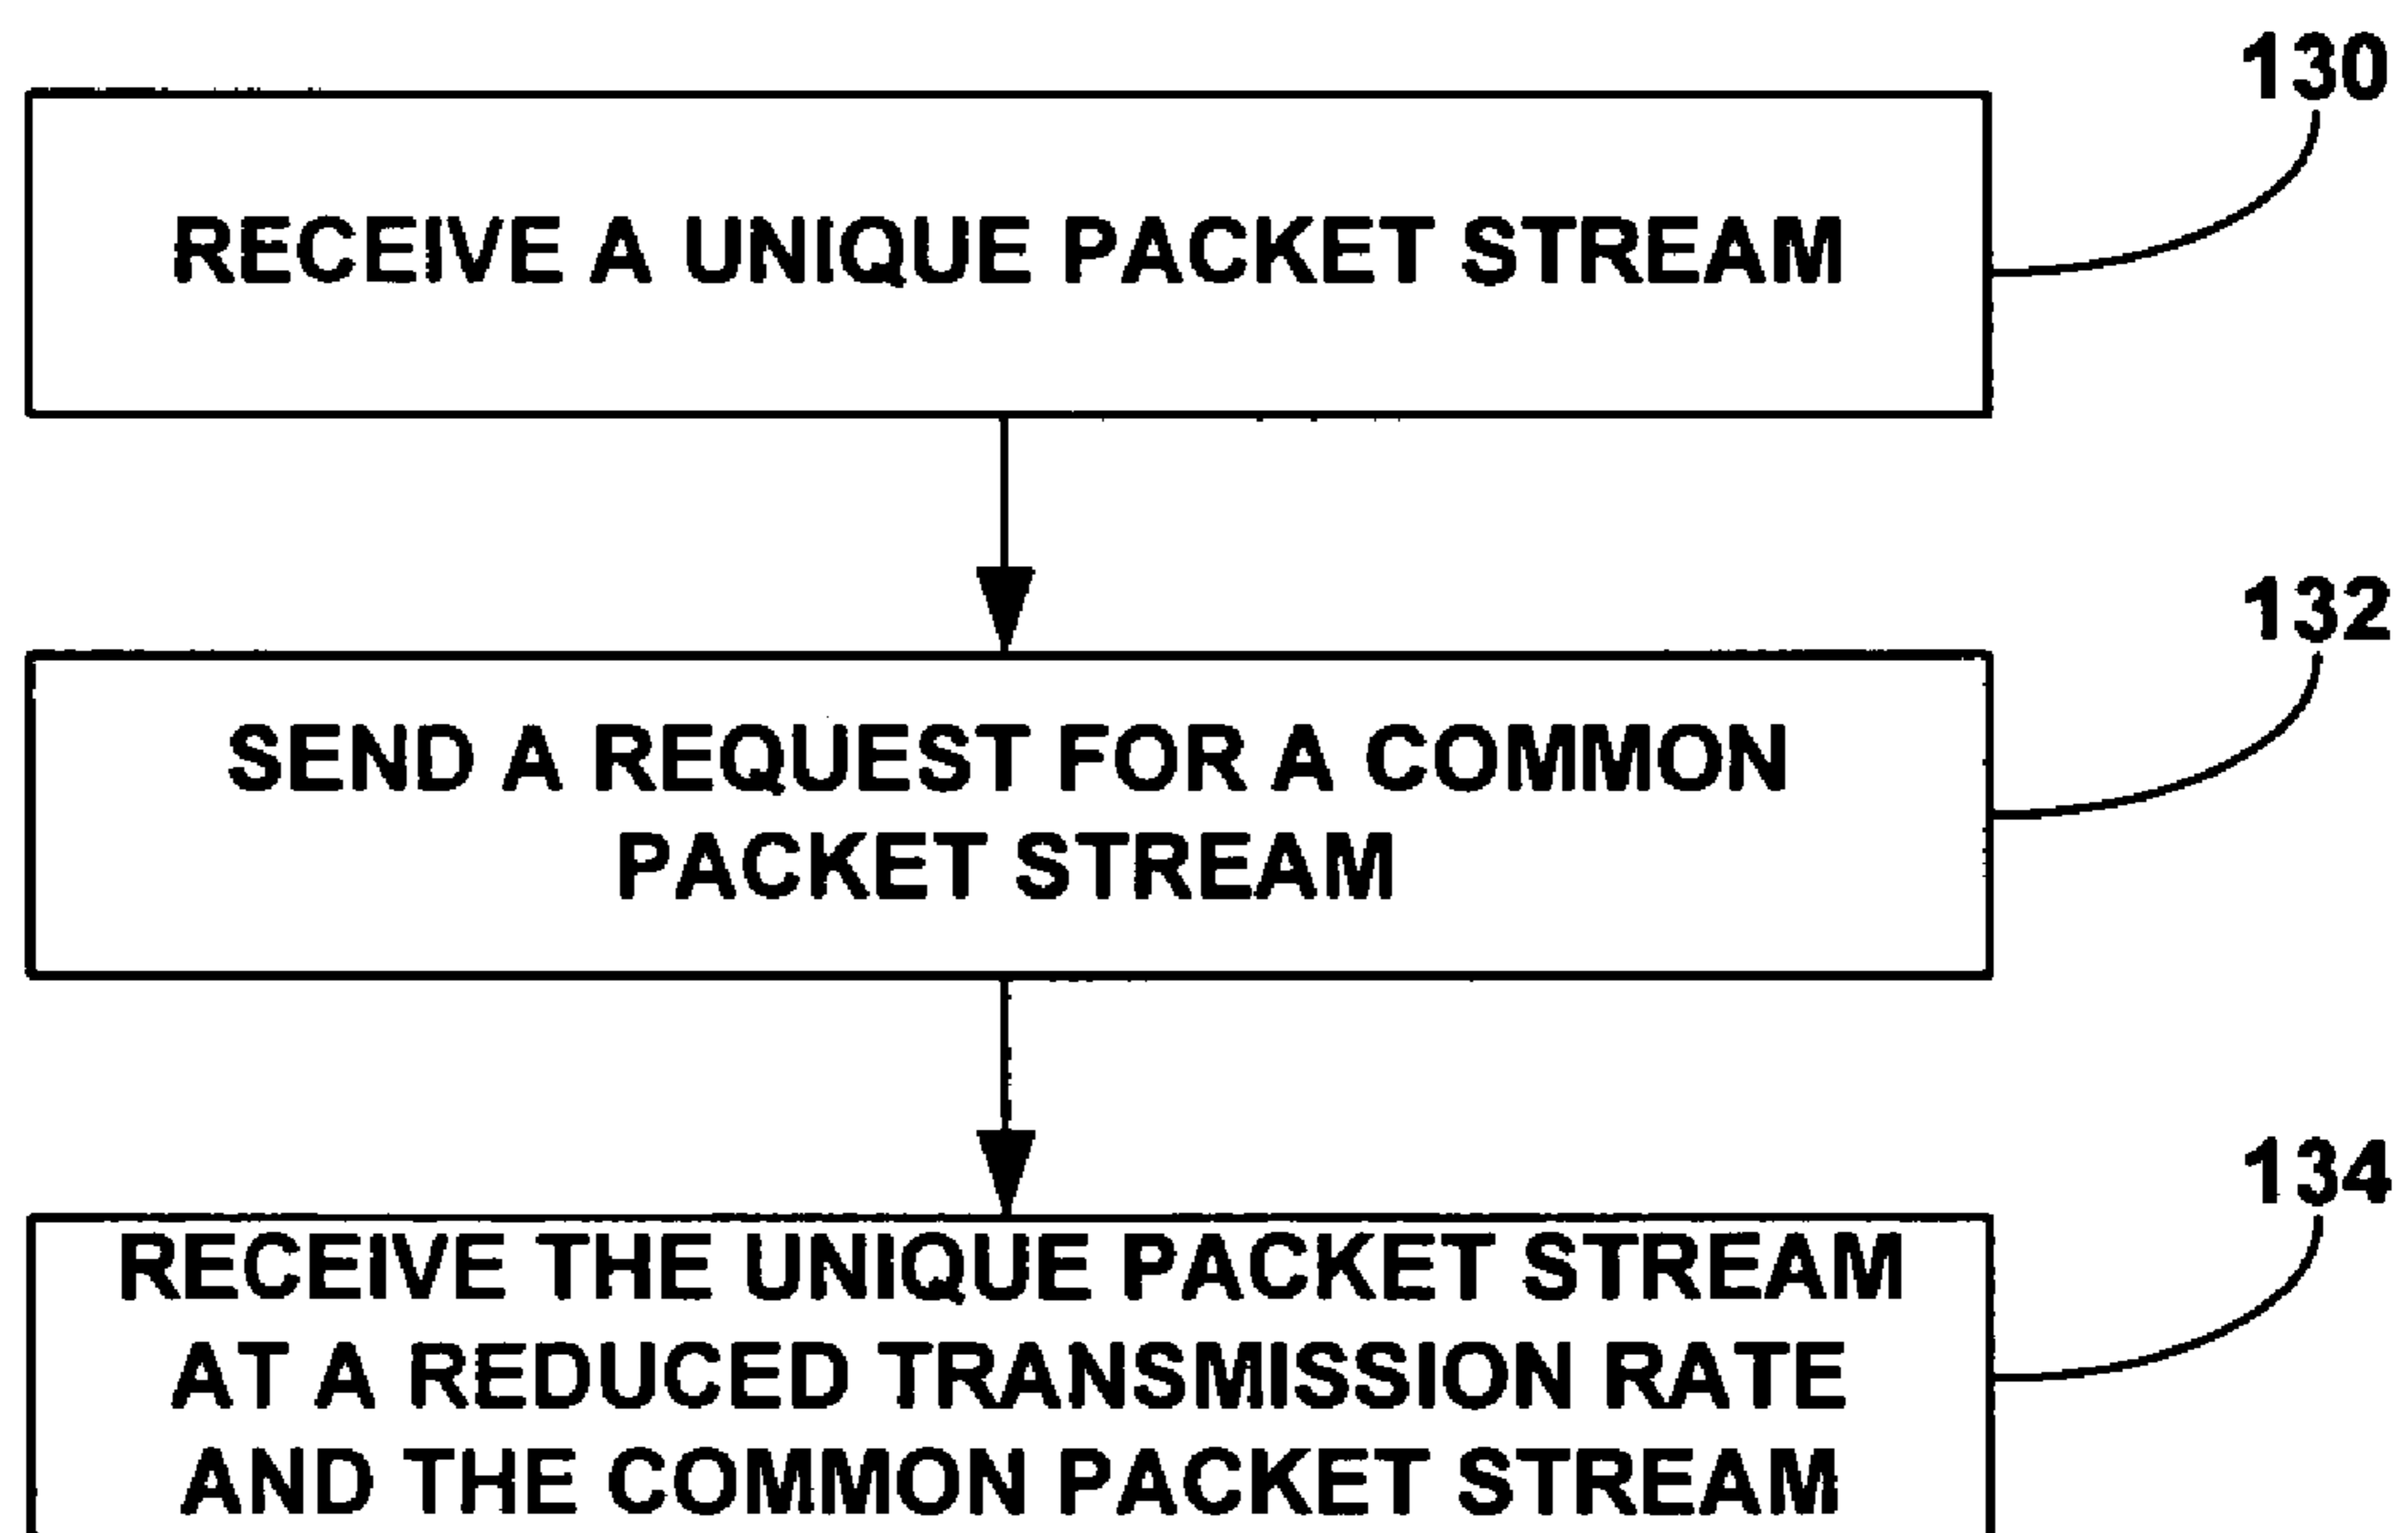 130
RECEIVE A UNIQUE PACKET STREAM
132
SEND A REQUEST FOR A COMMON
PACKET STREAM
134
RECEIVE THE UNIQUE PACKET STREAM
AT A REDUCED TRANSMISSION RATE
AND THE COMMON PACKET STREAM